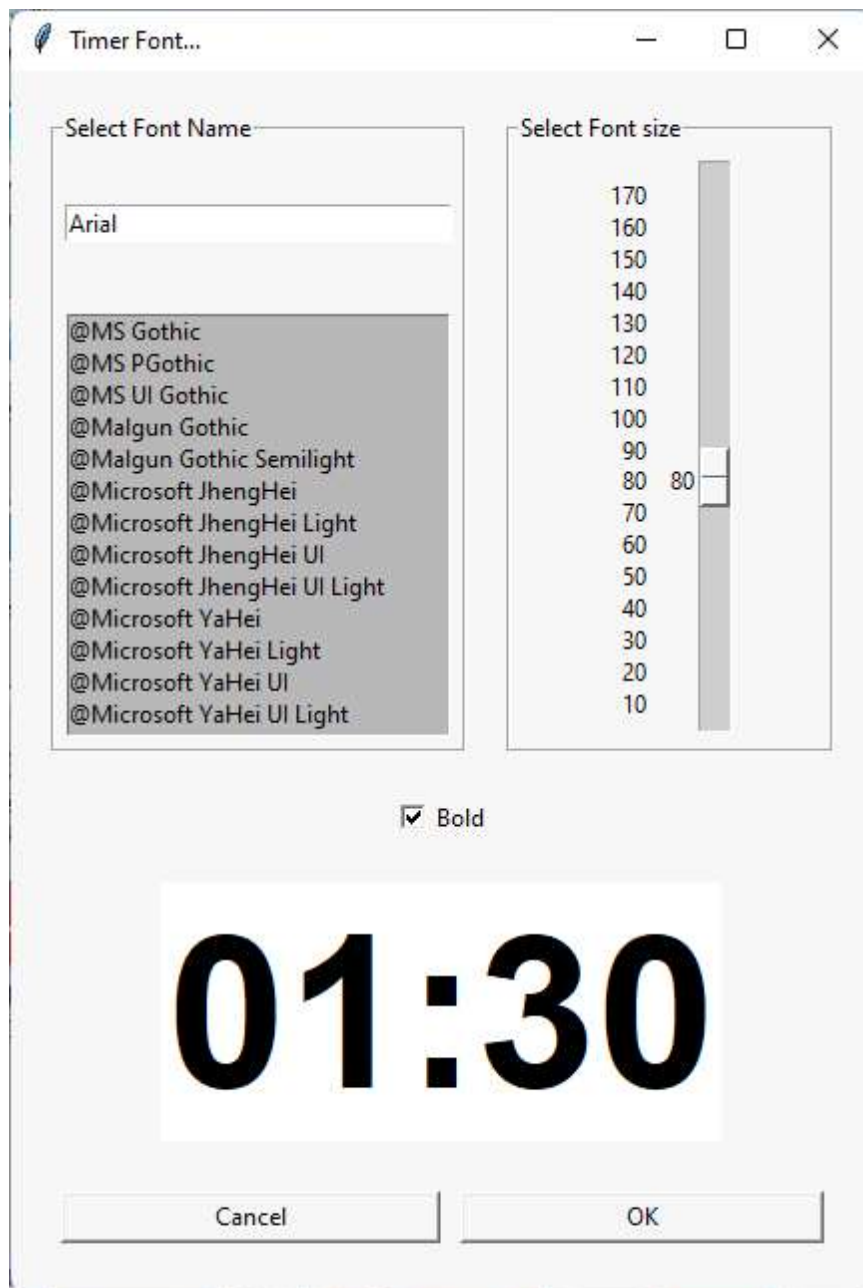 Timer Font...
Select Font Name
Arial
@MS Gothic
@MS PGothic
@MS UI Gothic
@Malgun Gothic
@Malgun Gothic Semilight
@Microsoft JhengHei
@Microsoft JhengHei Light
@Microsoft JhengHei UI
@Microsoft JhengHei UI Light
@Microsoft YaHei
@Microsoft YaHei Light
@Microsoft YaHei UI
@Microsoft YaHei UI Light
Select Font size
170
160
150
140
130
120
110
100
90
80 80
70
60
50
40
30
20
10
Bold
01:30
Cancel OK